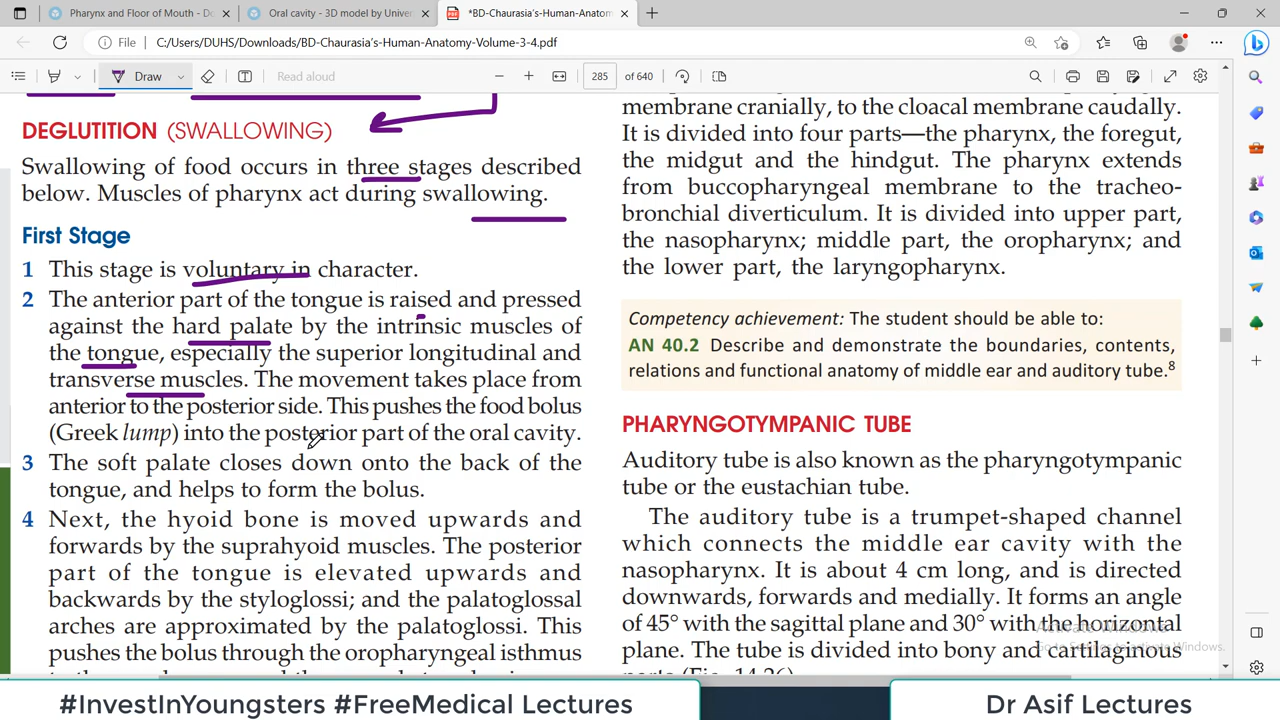 Pharynx and Floor of Mouth - Do
Oral cavity - 3D model by Univer
*BD-Chaurasia's-Human-Anatom
File
C:/Users/DUHS/Downloads/BD-Chaurasia's-Human-Anatomy-Volume-3-4.pdf
Draw
Read aloud
285
of 640
DEGLUTITION (SWALLOWING)
Swallowing of food occurs in three stages described
below. Muscles of pharynx act during swallowing.
First Stage
1 This stage is voluntary in character.
2 The anterior part of the tongue is raised and pressed
against the hard palate by the intrinsic muscles of
the tongue, especially the superior longitudinal and
transverse muscles. The movement takes place from
anterior to the posterior side. This pushes the food bolus
(Greek lump) into the posterior part of the oral cavity.
3 The soft palate closes down onto the back of the
tongue, and helps to form the bolus.
4 Next, the hyoid bone is moved upwards and
forwards by the suprahyoid muscles. The posterior
part of the tongue is elevated upwards and
backwards by the styloglossi; and the palatoglossal
arches are approximated by the palatoglossi. This
pushes the bolus through the oropharyngeal isthmus
membrane cranially, to the cloacal membrane caudally.
It is divided into four parts—the pharynx, the foregut,
the midgut and the hindgut. The pharynx extends
from buccopharyngeal membrane to the tracheo-
bronchial diverticulum. It is divided into upper part,
the nasopharynx; middle part, the oropharynx; and
the lower part, the laryngopharynx.
Competency achievement: The student should be able to:
AN 40.2 Describe and demonstrate the boundaries, contents,
relations and functional anatomy of middle ear and auditory tube.8
PHARYNGOTYMPANIC TUBE
Auditory tube is also known as the pharyngotympanic
tube or the eustachian tube.
The auditory tube is a trumpet-shaped channel
which connects the middle ear cavity with the
nasopharynx. It is about 4 cm long, and is directed
downwards, forwards and medially. It forms an angle
of 45° with the sagittal plane and 30° with the horizontal
plane. The tube is divided into bony and cartilaginous
Activate Windows
Go to Settings to activate Windows.
#InvestInYoungsters #FreeMedical Lectures
Dr Asif Lectures